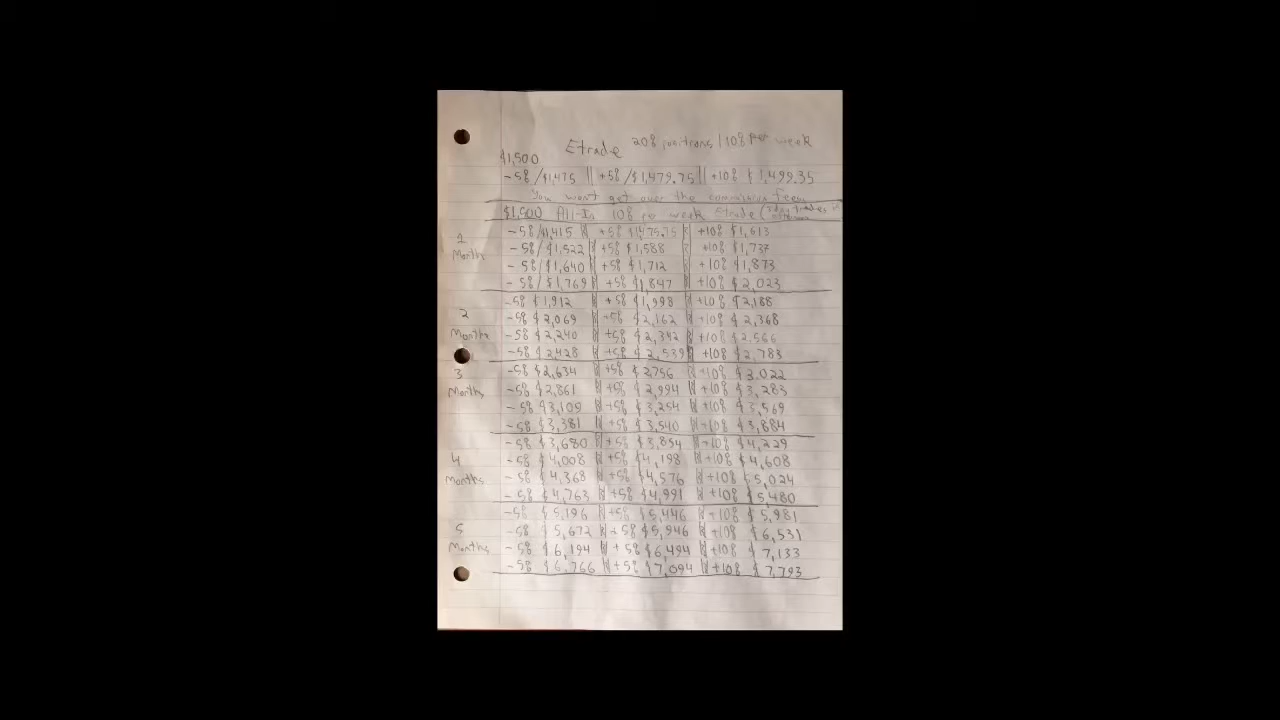 Etrade 20% positions | 10% per week
$1,500
-5% / $1,475 || +5% / $1,479.75 || +10% $1,499.35
You wont get over the commission fees
$1,500 All-In 10% per week Etrade (
1 Months
-5% / $1,415 || +5% $1,475.75 || +10% $1,613
-5% / $1,522 || +5% $1,588 || +10% $1,737
-5% / $1,640 || +5% $1,712 || +10% $1,873
-5% / $1,769 || +5% $1,847 || +10% $2,023
2 Months
-5% $1,912 || +5% $1,998 || +10% $2,188
-5% $2,069 || +5% $2,162 || +10% $2,368
-5% $2,240 || +5% $2,342 || +10% $2,566
-5% $2,428 || +5% $2,539 || +10% $2,783
3 Months
-5% $2,634 || +5% $2,756 || +10% $3,022
-5% $2,861 || +5% $2,994 || +10% $3,283
-5% $3,109 || +5% $3,254 || +10% $3,569
-5% $3,381 || +5% $3,540 || +10% $3,884
4 Months
-5% $3,680 || +5% $3,854 || +10% $4,229
-5% $4,008 || +5% $4,198 || +10% $4,608
-5% $4,368 || +5% $4,576 || +10% $5,024
-5% $4,763 || +5% $4,991 || +10% $5,480
5 Months
-5% $5,196 || +5% $5,446 || +10% $5,981
-5% $5,672 || +5% $5,946 || +10% $6,531
-5% $6,194 || +5% $6,494 || +10% $7,133
-5% $6,766 || +5% $7,094 || +10% $7,793